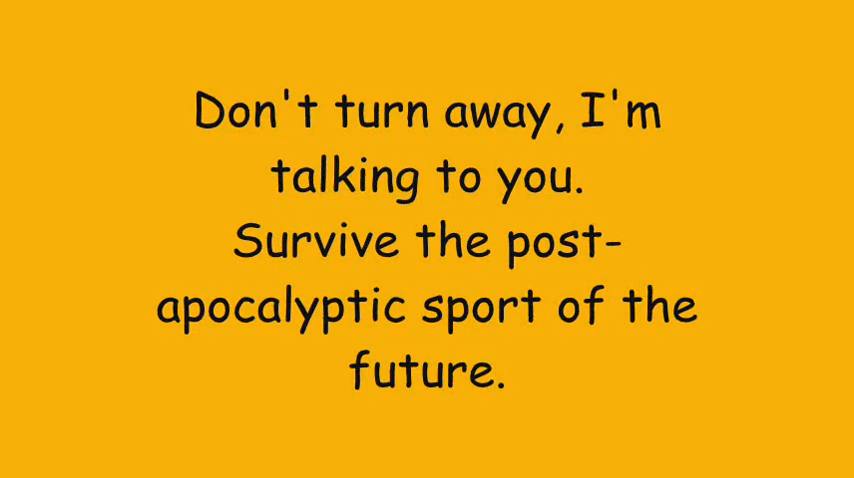 Don't turn away, I'm
talking to you.
Survive the post-
apocalyptic sport of the
future.